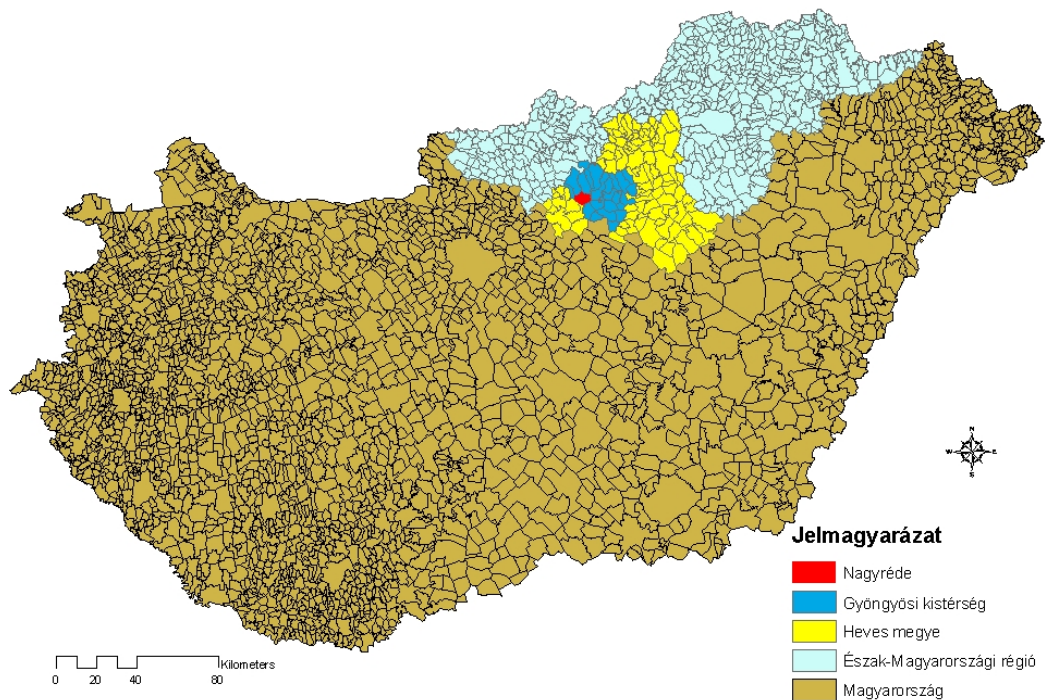 N
W E
S
Jelmagyarázat
Nagyréde
Gyöngyösi kistérség
Heves megye
Észak-Magyarországi régió
Magyarország
Kilometers
0 20 40 80